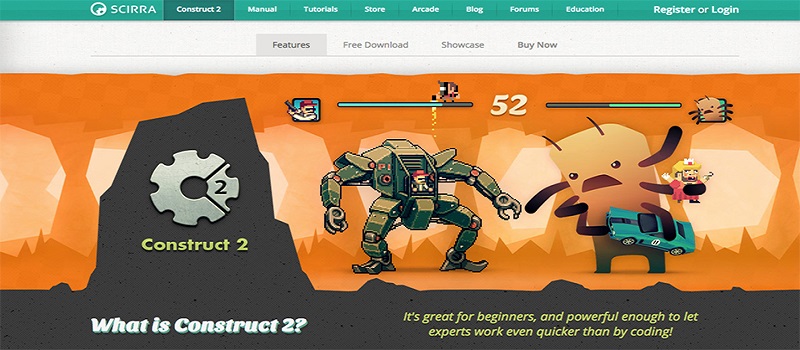 SCIRRA Construct 2 Manual Tutorials Store Arcade Blog Forums Education Register or Login
Features Free Download Showcase Buy Now
52
2
Construct 2
What is Construct 2?
It's great for beginners, and powerful enough to let
experts work even quicker than by coding!